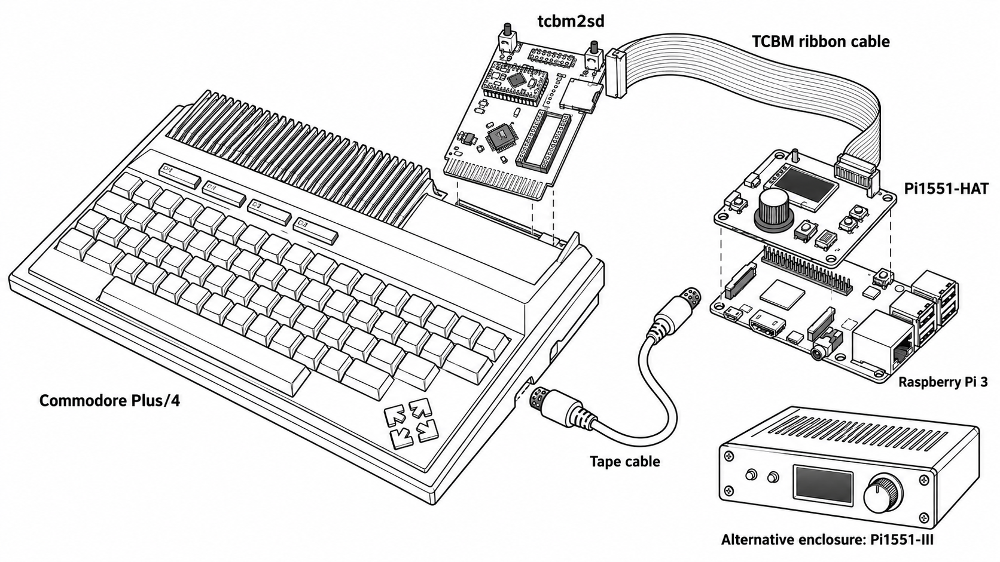 tcbm2sd
TCBM ribbon cable
Pi1551-HAT
Raspberry Pi 3
Commodore Plus/4
Tape cable
Alternative enclosure: Pi1551-III